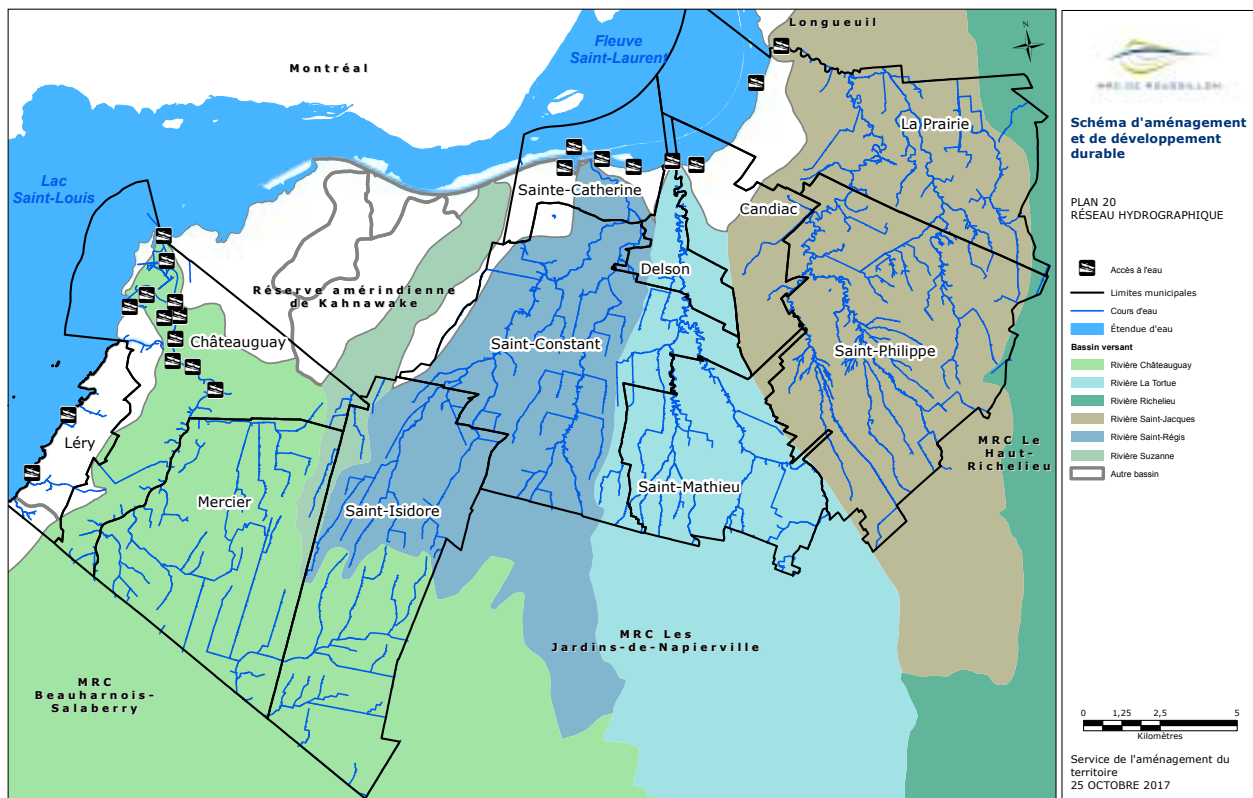 Longueuil
Fleuve
Saint-Laurent
N
Montréal
La Prairie
Lac
Saint-Louis
Sainte-Catherine
Candiac
Delson
Réserve amérindienne
de Kahnawake
Châteauguay
Saint-Constant
Saint-Philippe
Léry
MRC Le
Haut-
Richelieu
Mercier
Saint-Isidore
Saint-Mathieu
MRC Les
Jardins-de-Napierville
MRC
Beauharnois-
Salaberry
MRC DE ROUSSILLON
Schéma d'aménagement
et de développement
durable
PLAN 20
RÉSEAU HYDROGRAPHIQUE
Accès à l'eau
Limites municipales
Cours d'eau
Étendue d'eau
Bassin versant
Rivière Châteauguay
Rivière La Tortue
Rivière Richelieu
Rivière Saint-Jacques
Rivière Saint-Régis
Rivière Suzanne
Autre bassin
0 1,25 2,5 5
Kilomètres
Service de l'aménagement du
territoire
25 OCTOBRE 2017